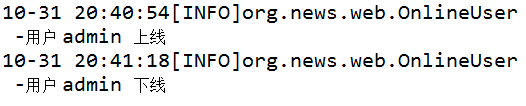 10-31 20:40:54[INFO]org.news.web.OnlineUser
-用户 admin 上线
10-31 20:41:18[INFO]org.news.web.OnlineUser
-用户 admin 下线